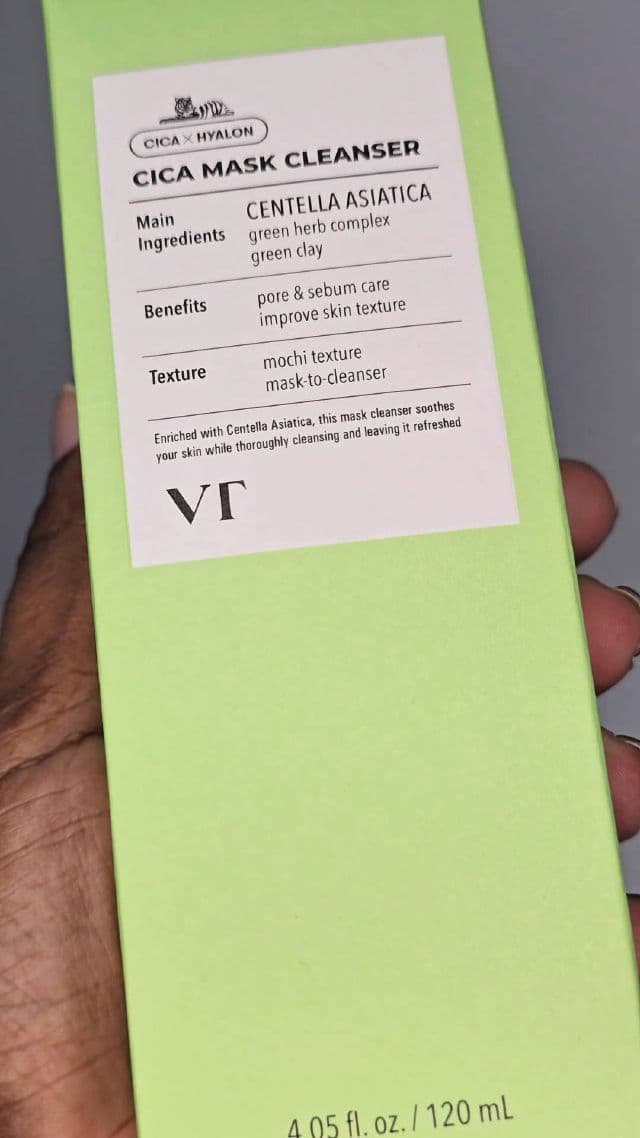 CICA X HYALON
CICA MASK CLEANSER
Main
Ingredients
CENTELLA ASIATICA
green herb complex
green clay
Benefits
pore & sebum care
improve skin texture
Texture
mochi texture
mask-to-cleanser
Enriched with Centella Asiatica, this mask cleanser soothes
your skin while thoroughly cleansing and leaving it refreshed
VT
4.05 fl. oz. / 120 mL